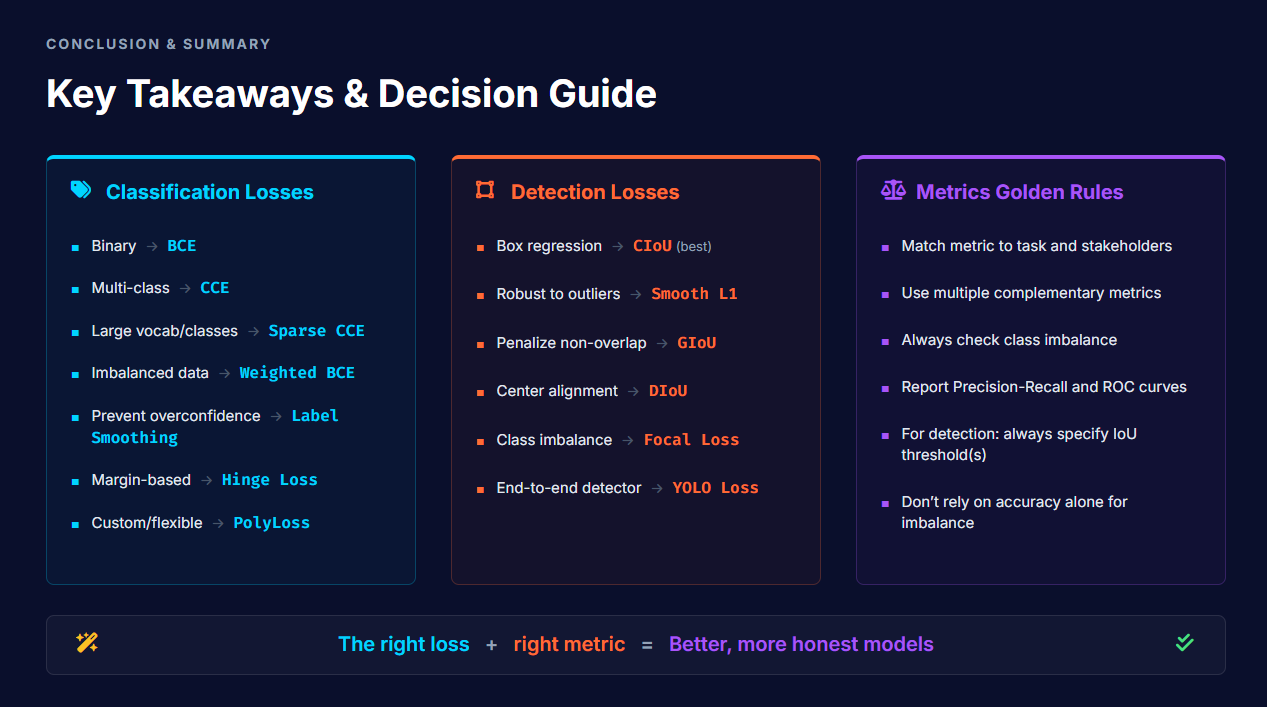 CONCLUSION & SUMMARY
Key Takeaways & Decision Guide
Classification Losses
Binary → BCE
Multi-class → CCE
Large vocab/classes → Sparse CCE
Imbalanced data → Weighted BCE
Prevent overconfidence → Label
Smoothing
Margin-based → Hinge Loss
Custom/flexible → PolyLoss
Detection Losses
Box regression → CIoU (best)
Robust to outliers → Smooth L1
Penalize non-overlap → GIoU
Center alignment → DIoU
Class imbalance → Focal Loss
End-to-end detector → YOLO Loss
Metrics Golden Rules
Match metric to task and stakeholders
Use multiple complementary metrics
Always check class imbalance
Report Precision-Recall and ROC curves
For detection: always specify IoU
threshold(s)
Don’t rely on accuracy alone for
imbalance
The right loss + right metric = Better, more honest models